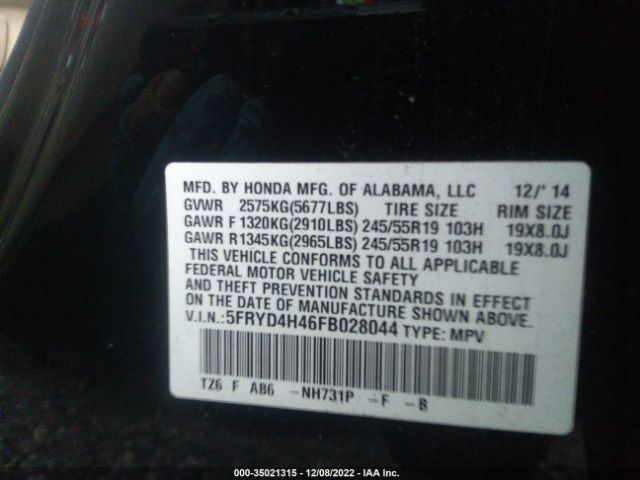 MFD. BY HONDA MFG. OF ALABAMA, LLC 12/' 14
GVWR 2575KG(5677LBS) TIRE SIZE RIM SIZE
GAWR F 1320KG(2910LBS) 245/55R19 103H 19X8.0J
GAWR R1345KG(2965LBS) 245/55R19 103H 19X8.0J
THIS VEHICLE CONFORMS TO ALL APPLICABLE
FEDERAL MOTOR VEHICLE SAFETY
AND THEFT PREVENTION STANDARDS IN EFFECT
ON THE DATE OF MANUFACTURE SHOWN ABOVE.
V.I.N.:5FRYD4H46FB028044 TYPE: MPV
TZ6 F AB6 -NH731P -F -B
000-35021315 - 12/08/2022 - IAA Inc.